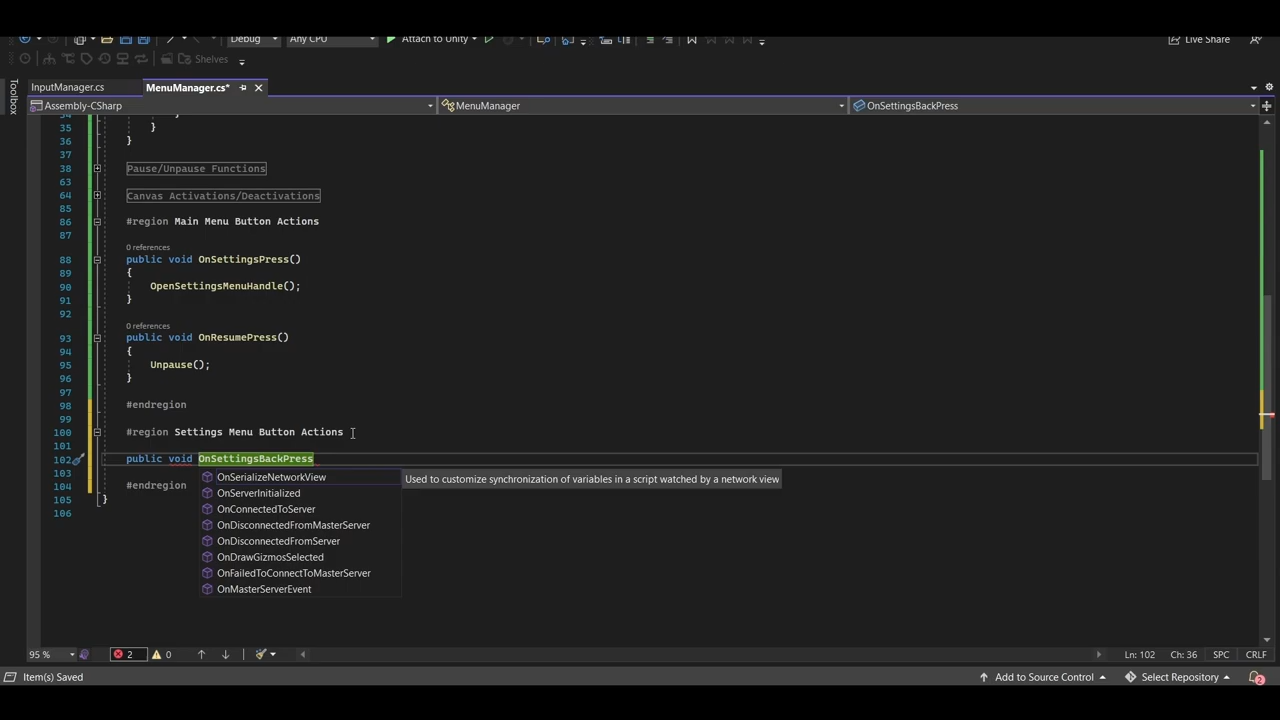 Debug Any CPU Attach to Unity Live Share
Shelves
Toolbox
InputManager.cs MenuManager.cs*
Assembly-CSharp MenuManager OnSettingsBackPress
34
35 }
36 }
37
38 Pause/Unpause Functions
63
64 Canvas Activations/Deactivations
85
86 #region Main Menu Button Actions
87
0 references
88 public void OnSettingsPress()
89 {
90 OpenSettingsMenuHandle();
91 }
92
0 references
93 public void OnResumePress()
94 {
95 Unpause();
96 }
97
98 #endregion
99
100 #region Settings Menu Button Actions
101
102 public void OnSettingsBackPress
103 OnSerializeNetworkView Used to customize synchronization of variables in a script watched by a network view
104 #endregion OnServerInitialized
105 }
OnConnectedToServer
106
OnDisconnectedFromMasterServer
OnDisconnectedFromServer
OnDrawGizmosSelected
OnFailedToConnectToMasterServer
OnMasterServerEvent
95 % 2 0 Ln: 102 Ch: 36 SPC CRLF
Item(s) Saved Add to Source Control Select Repository 2